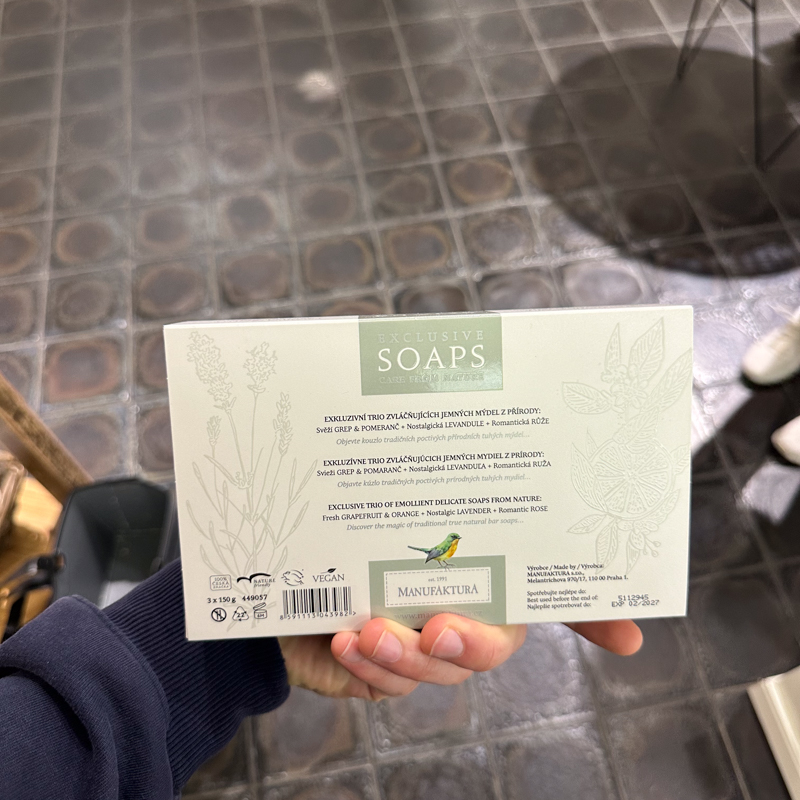 EXCLUSIVE
SOAPS
CARE FROM NATURE
EXKLUZIVNÍ TRIO ZVLÁČŇUJÍCÍCH JEMNÝCH MÝDEL Z PŘÍRODY:
Svěží GREP & POMERANČ + Nostalgická LEVANDULE + Romantická RŮŽE
Objevte kouzlo tradičních poctivých přírodních tuhých mýdel...
EXKLUZÍVNE TRIO ZVLÁČŇUJÚCICH JEMNÝCH MYDIEL Z PRÍRODY:
Svieži GREP & POMARANČ + Nostalgická LEVANDUĽA + Romantická RUŽA
Objavte kúzlo tradičných poctivých prírodných tuhých mydiel...
EXCLUSIVE TRIO OF EMOLLIENT DELICATE SOAPS FROM NATURE:
Fresh GRAPEFRUIT & ORANGE + Nostalgic LAVENDER + Romantic ROSE
Discover the magic of traditional true natural bar soaps...
NATURE
VEGAN
3 x 150 g 449057
8591113043982
est. 1991
MANUFAKTURA
Výrobce / Made by / Výrobca:
MANUFAKTURA s.r.o.,
Melantrichova 970/17, 110 00 Praha 1.
Spotřebujte nejlépe do:
Best used before the end of:
Najlepšie spotrebovať do:
5112945
EXP 02/2027